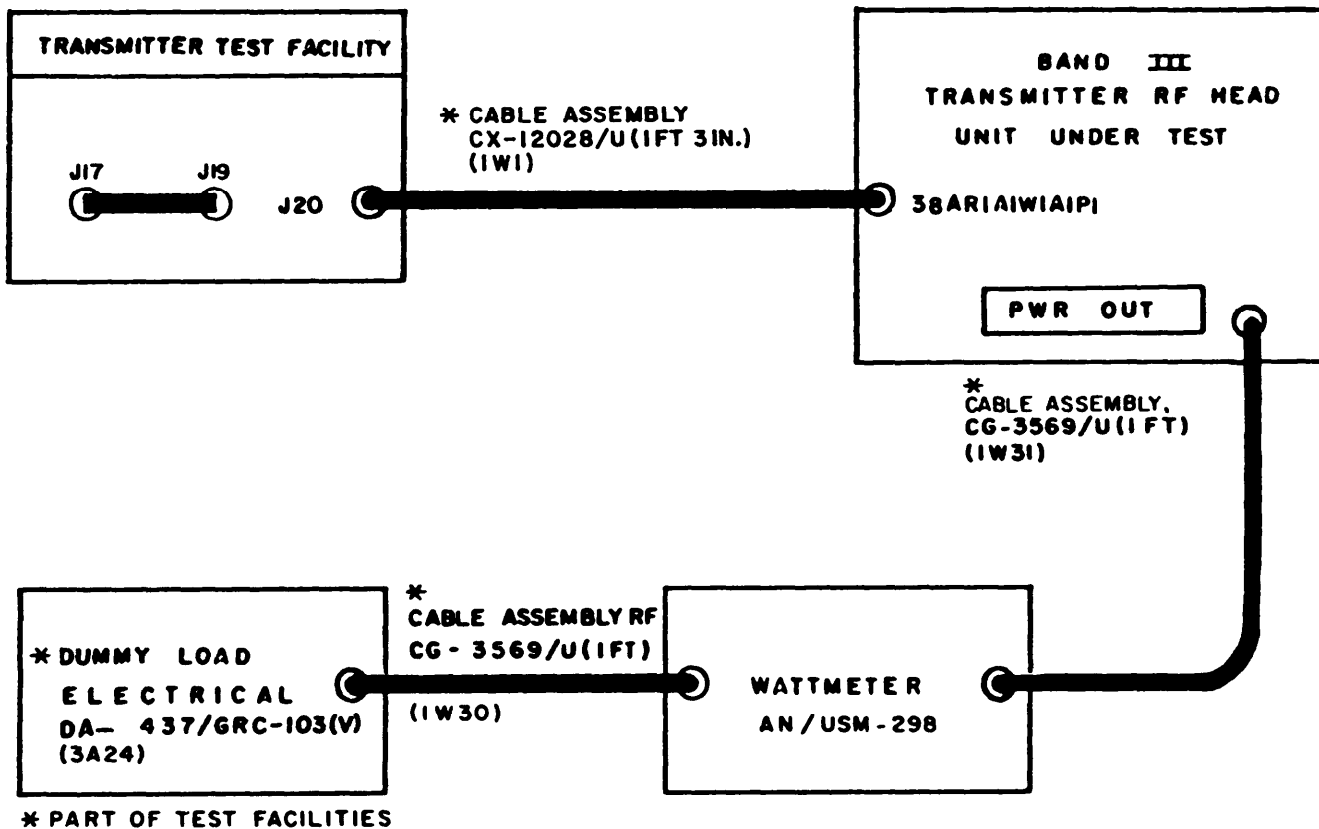 TRANSMITTER TEST FACILITY
J17
J19
J20
* CABLE ASSEMBLY
CX-12028/U(1FT 3IN.)
(1W1)
BAND III
TRANSMITTER RF HEAD
UNIT UNDER TEST
38AR1A1W1A1P1
PWR OUT
*
CABLE ASSEMBLY,
CG-3569/U(1FT)
(1W31)
* DUMMY LOAD
ELECTRICAL
DA- 437/GRC-103(V)
(3A24)
*
CABLE ASSEMBLY RF
CG-3569/U(1FT)
(1W30)
WATTMETER
AN/USM-298
* PART OF TEST FACILITIES